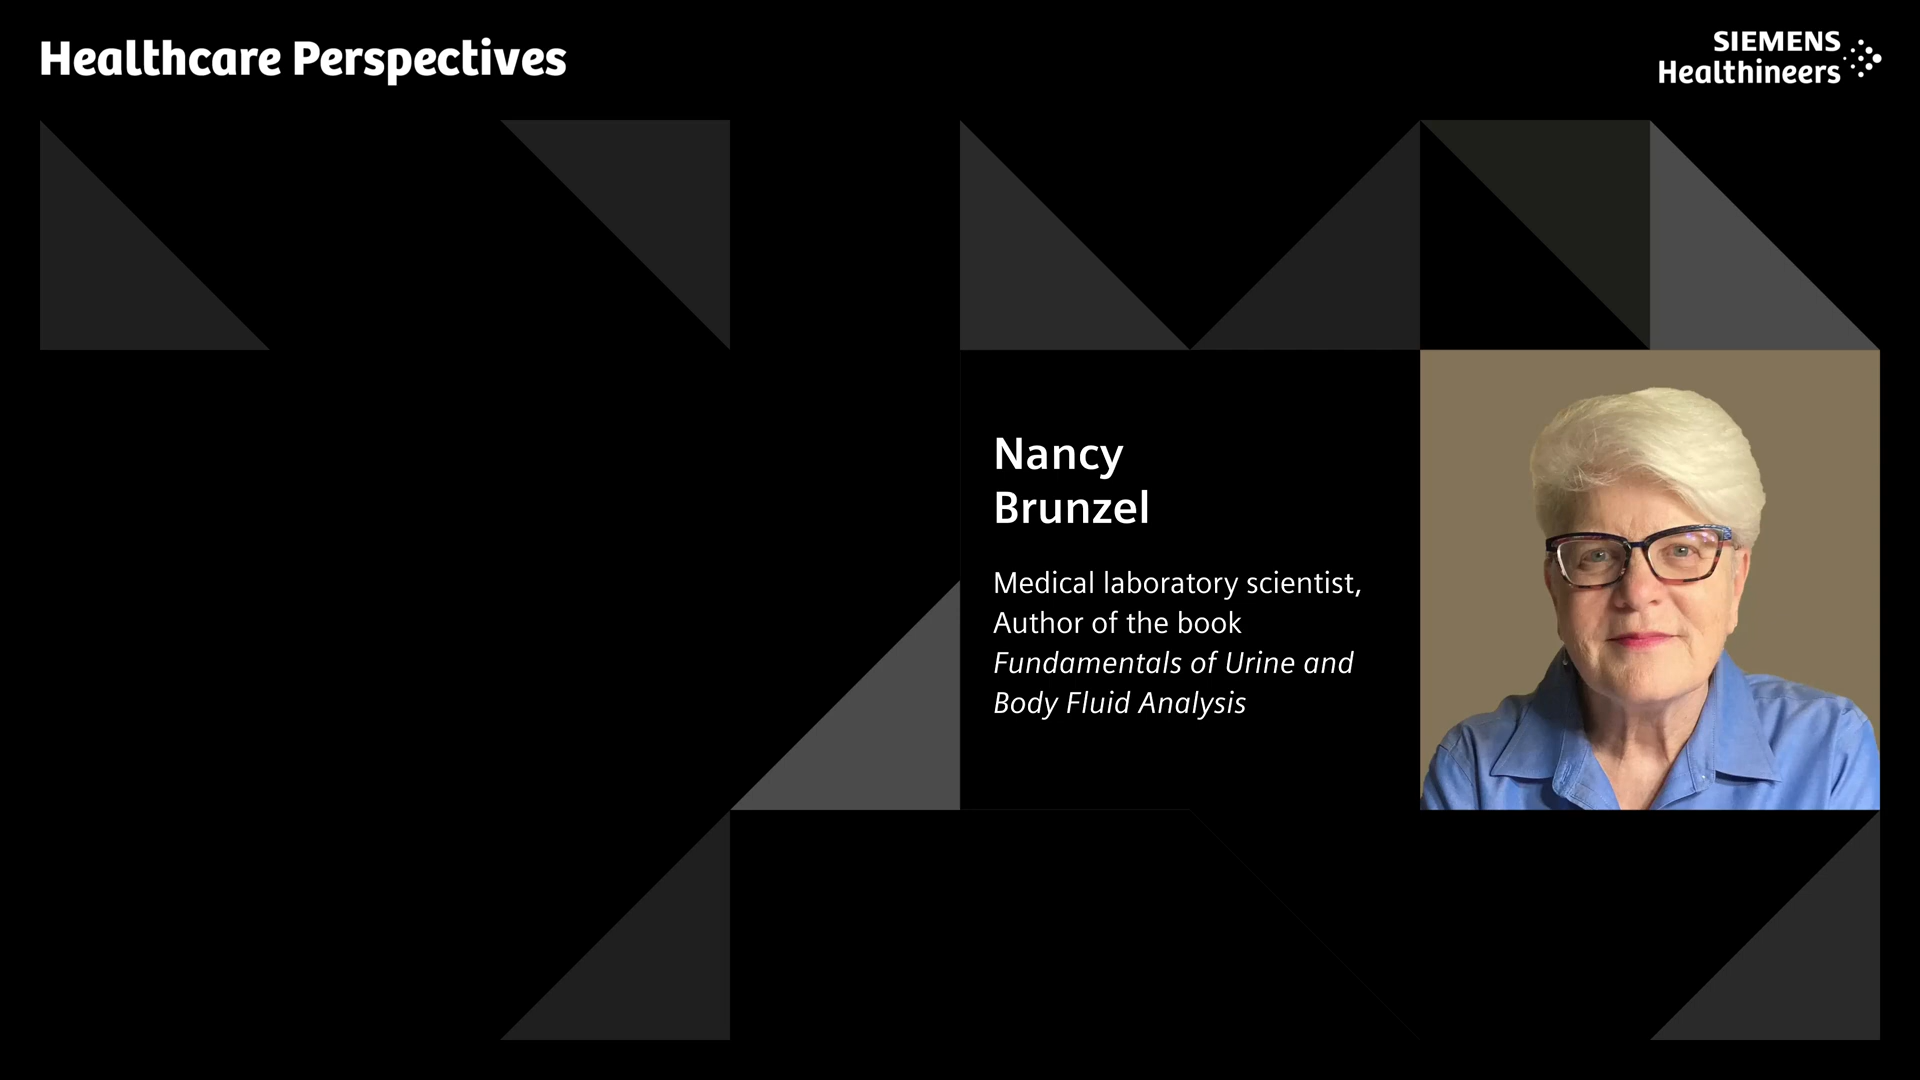 Healthcare Perspectives
SIEMENS
Healthineers
Nancy
Brunzel
Medical laboratory scientist,
Author of the book
Fundamentals of Urine and
Body Fluid Analysis